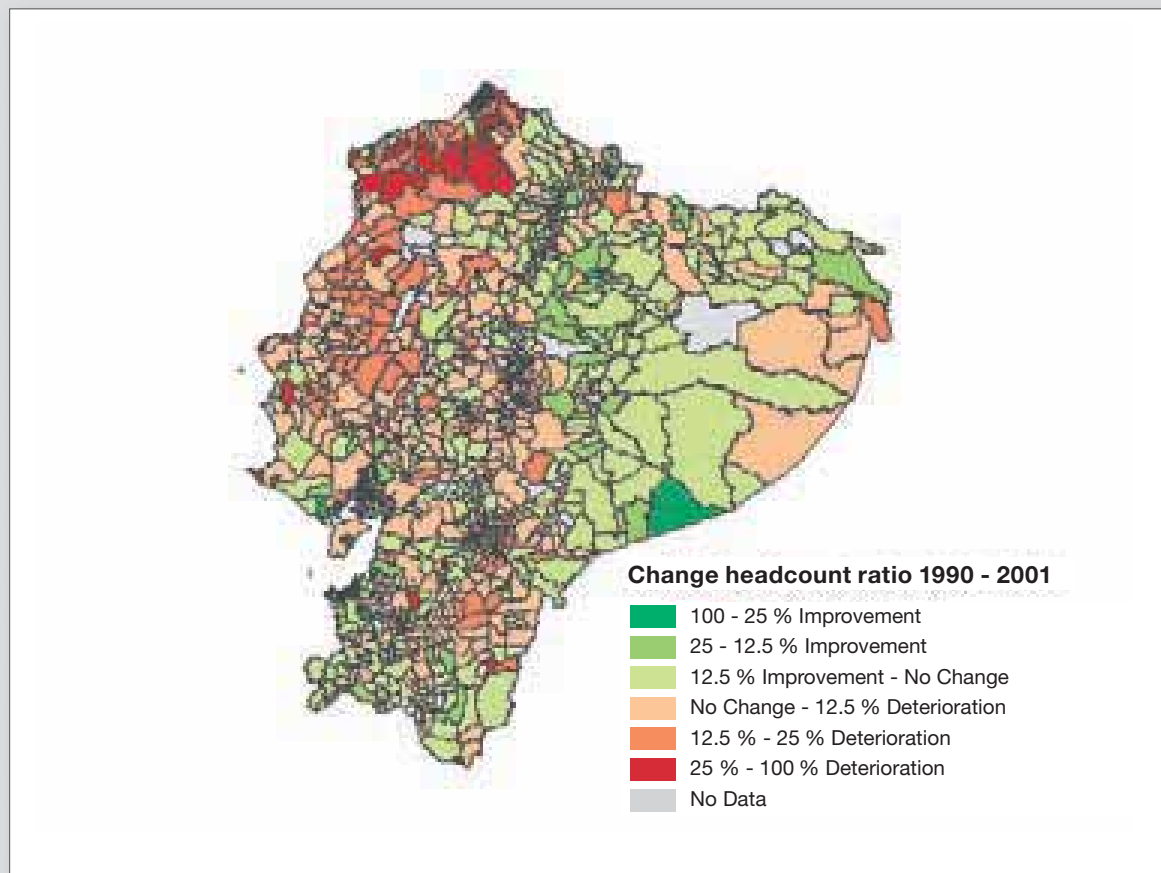 Change headcount ratio 1990 - 2001
100 - 25 % Improvement
25 - 12.5 % Improvement
12.5 % Improvement - No Change
No Change - 12.5 % Deterioration
12.5 % - 25 % Deterioration
25 % - 100 % Deterioration
No Data